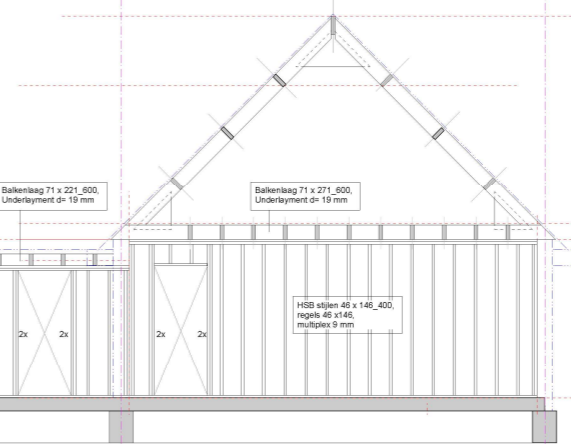 Balkenlaag 71 x 221_600,
Underlayment d= 19 mm
Balkenlaag 71 x 271_600,
Underlayment d= 19 mm
HSB stijlen 46 x 146_400,
regels 46 x146,
multiplex 9 mm
2x 2x 2x 2x